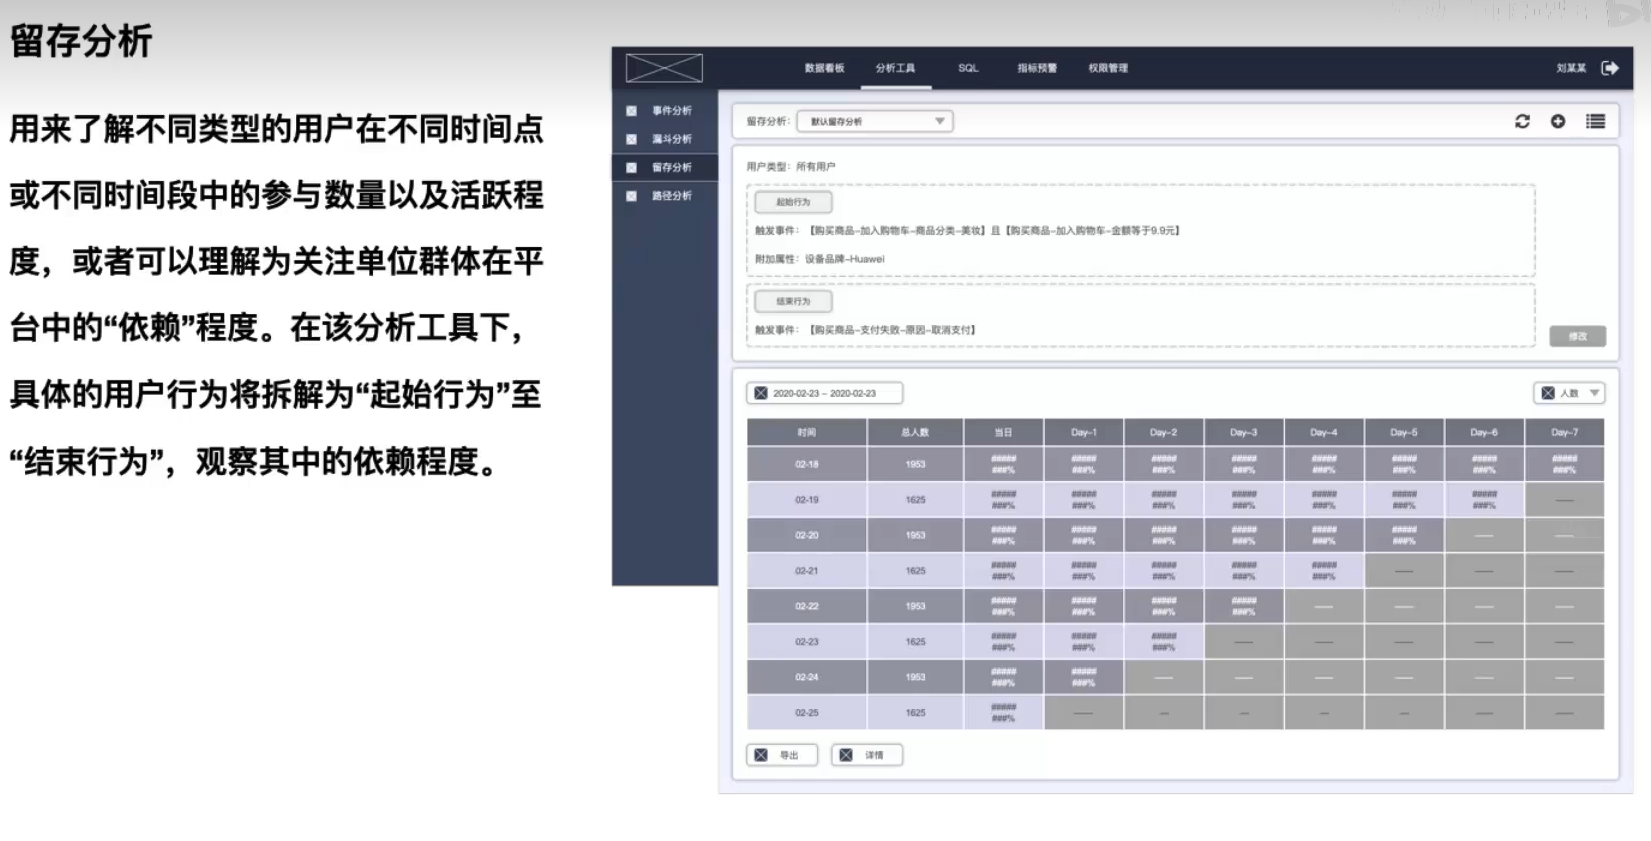 留存分析
用来了解不同类型的用户在不同时间点
或不同时间段中的参与数量以及活跃程
度，或者可以理解为关注单位群体在平
台中的“依赖”程度。在该分析工具下，
具体的用户行为将拆解为“起始行为”至
“结束行为”，观察其中的依赖程度。
数据看板 分析工具 SQL 指标预警 权限管理 刘某某
事件分析
漏斗分析
留存分析
路径分析
留存分析： 默认留存分析
用户类型：所有用户
起始行为
触发事件：【购买商品-加入购物车-商品分类-美妆】且【购买商品-加入购物车-金额等于9.9元】
附加属性：设备品牌-Huawei
结束行为
触发事件：【购买商品-支付失败-原因-取消支付】
修改
2020-02-23 - 2020-02-23 人数
时间 总人数 当日 Day-1 Day-2 Day-3 Day-4 Day-5 Day-6 Day-7
02-18 1953 ##### ##### ##### ##### ##### ##### ##### #####
###% ###% ###% ###% ###% ###% ###% ###%
02-19 1625 ##### ##### ##### ##### ##### ##### ##### —
###% ###% ###% ###% ###% ###% ###%
02-20 1953 ##### ##### ##### ##### ##### ##### — —
###% ###% ###% ###% ###% ###%
02-21 1625 ##### ##### ##### ##### ##### — — —
###% ###% ###% ###% ###%
02-22 1953 ##### ##### ##### ##### — — — —
###% ###% ###% ###%
02-23 1625 ##### ##### ##### — — — — —
###% ###% ###%
02-24 1953 ##### ##### — — — — — —
###% ###%
02-25 1625 ##### — — — — — — —
###%
导出 详情